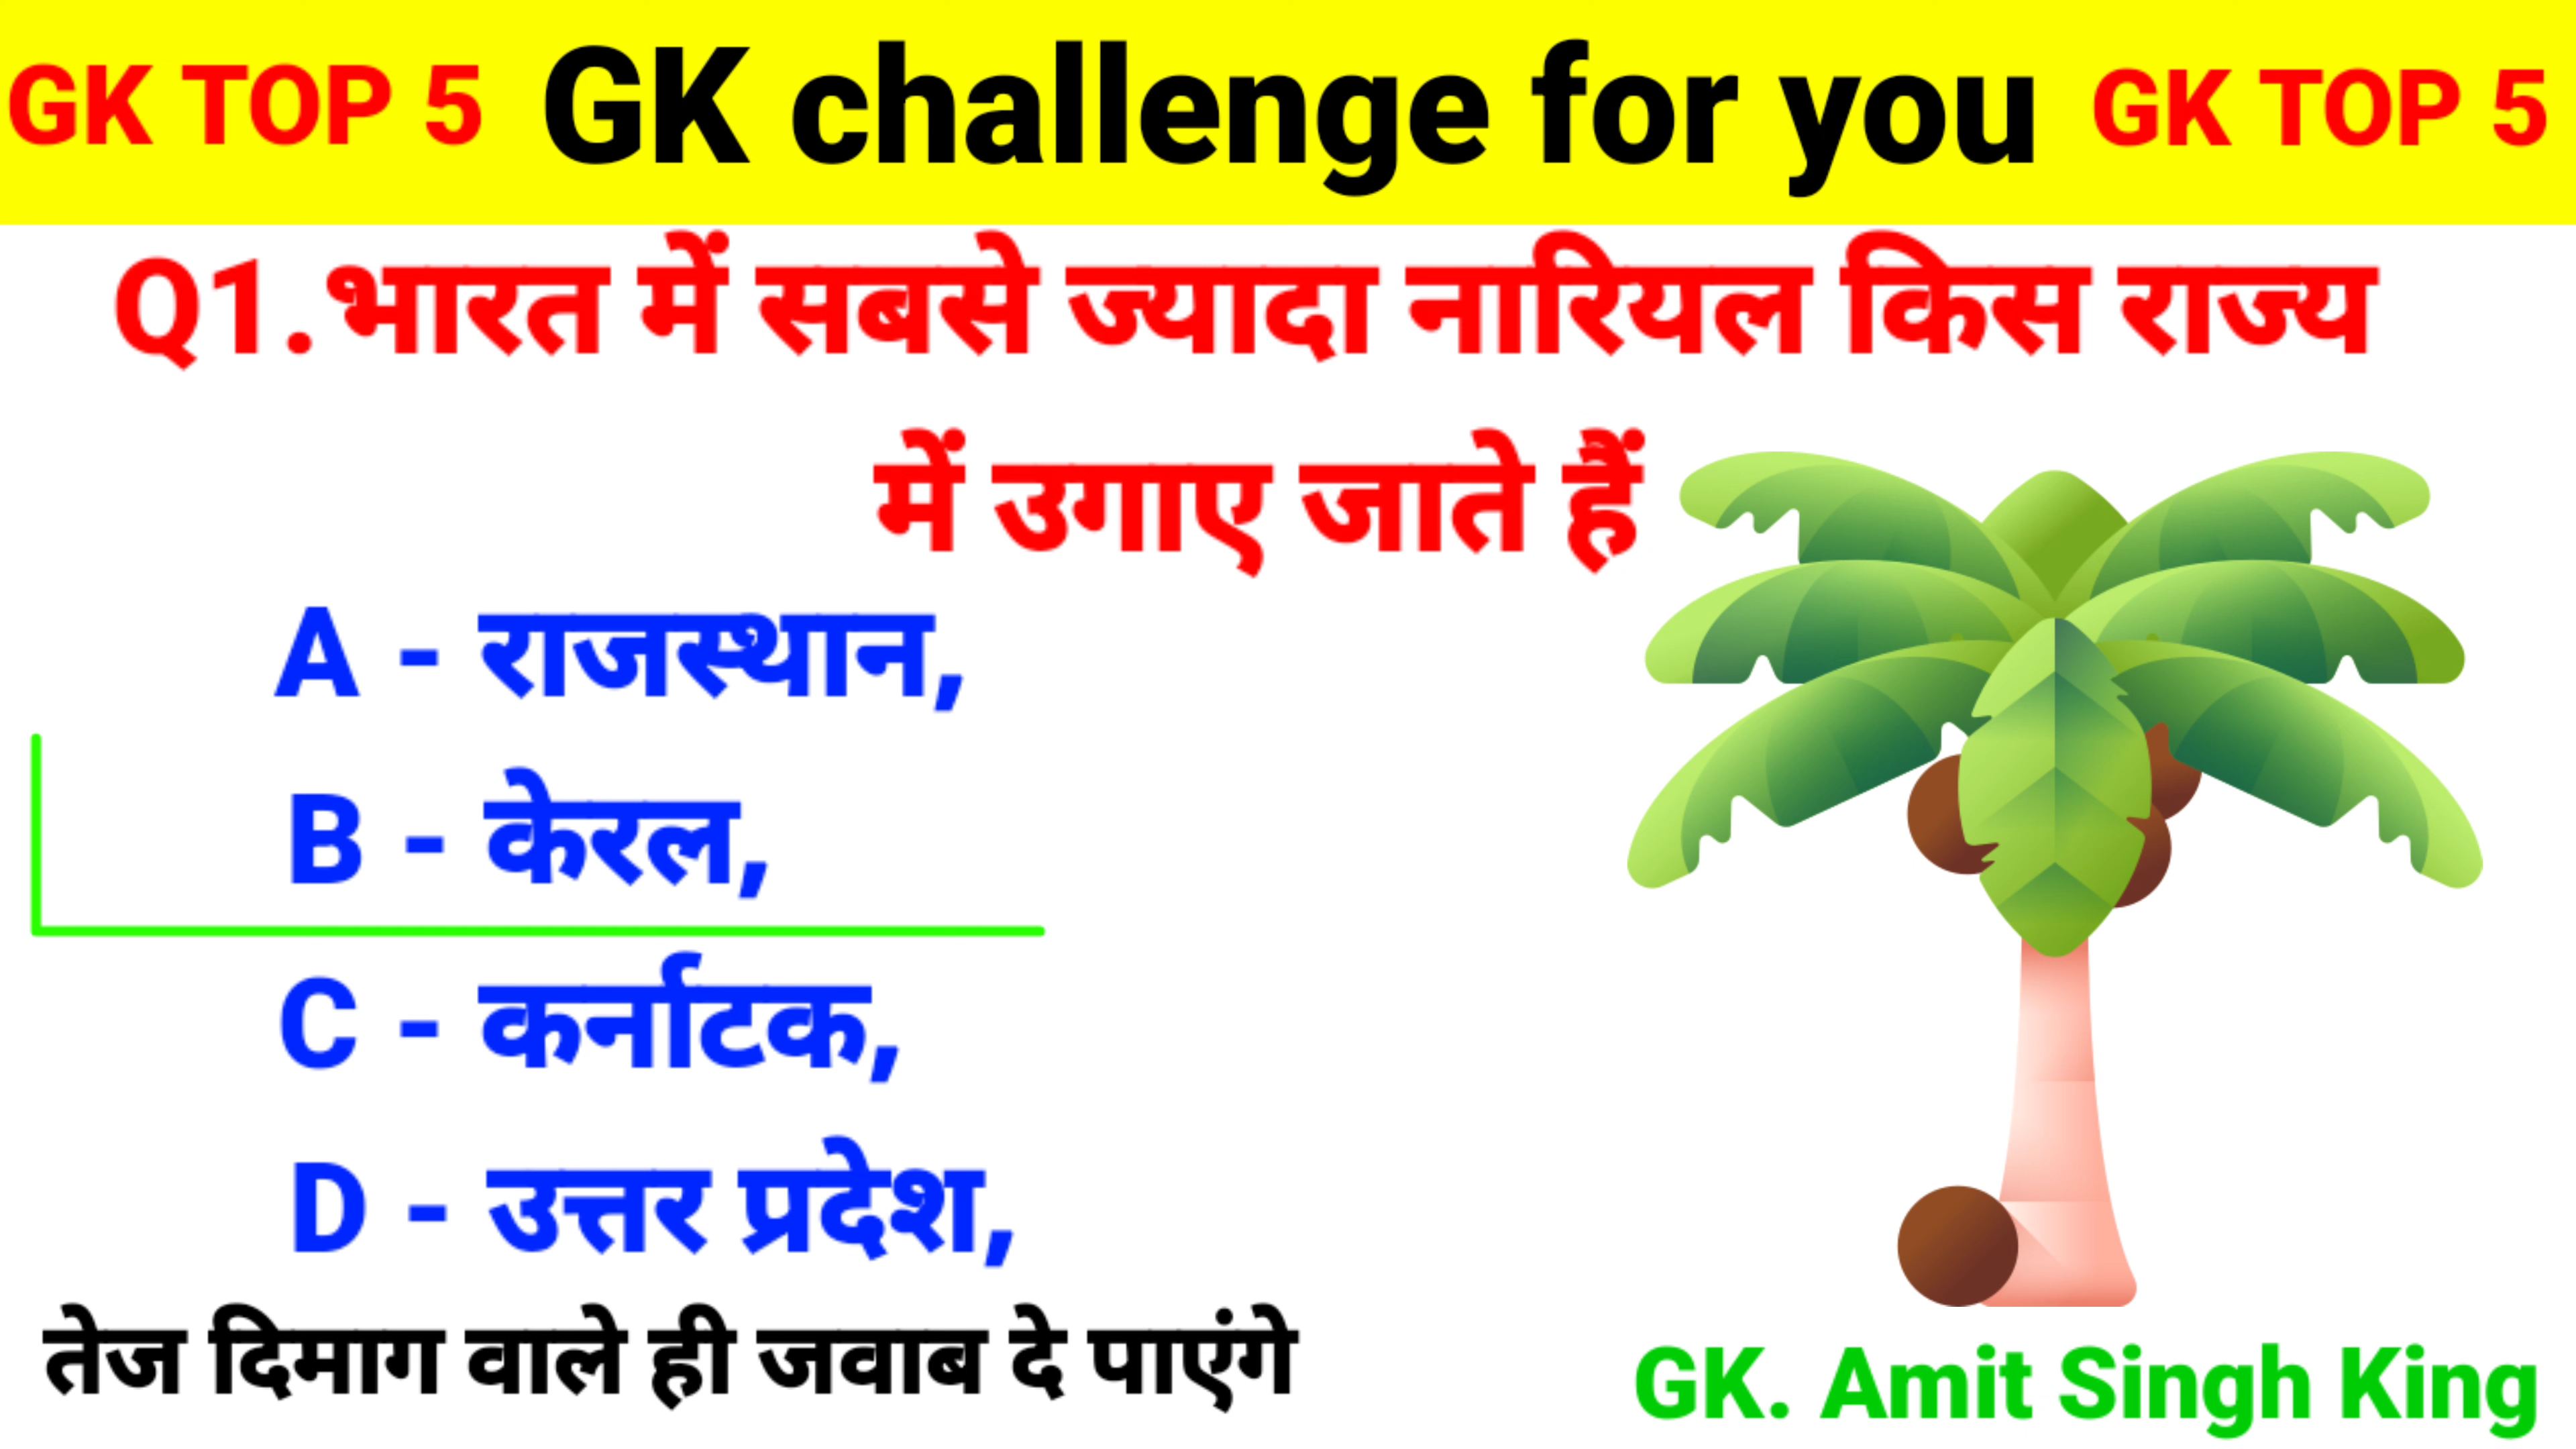 GK TOP 5 GK challenge for you GK TOP 5
Q1.भारत में सबसे ज्यादा नारियल किस राज्य
में उगाए जाते हैं
A - राजस्थान,
B - केरल,
C - कर्नाटक,
D - उत्तर प्रदेश,
तेज दिमाग वाले ही जवाब दे पाएंगे
GK. Amit Singh King